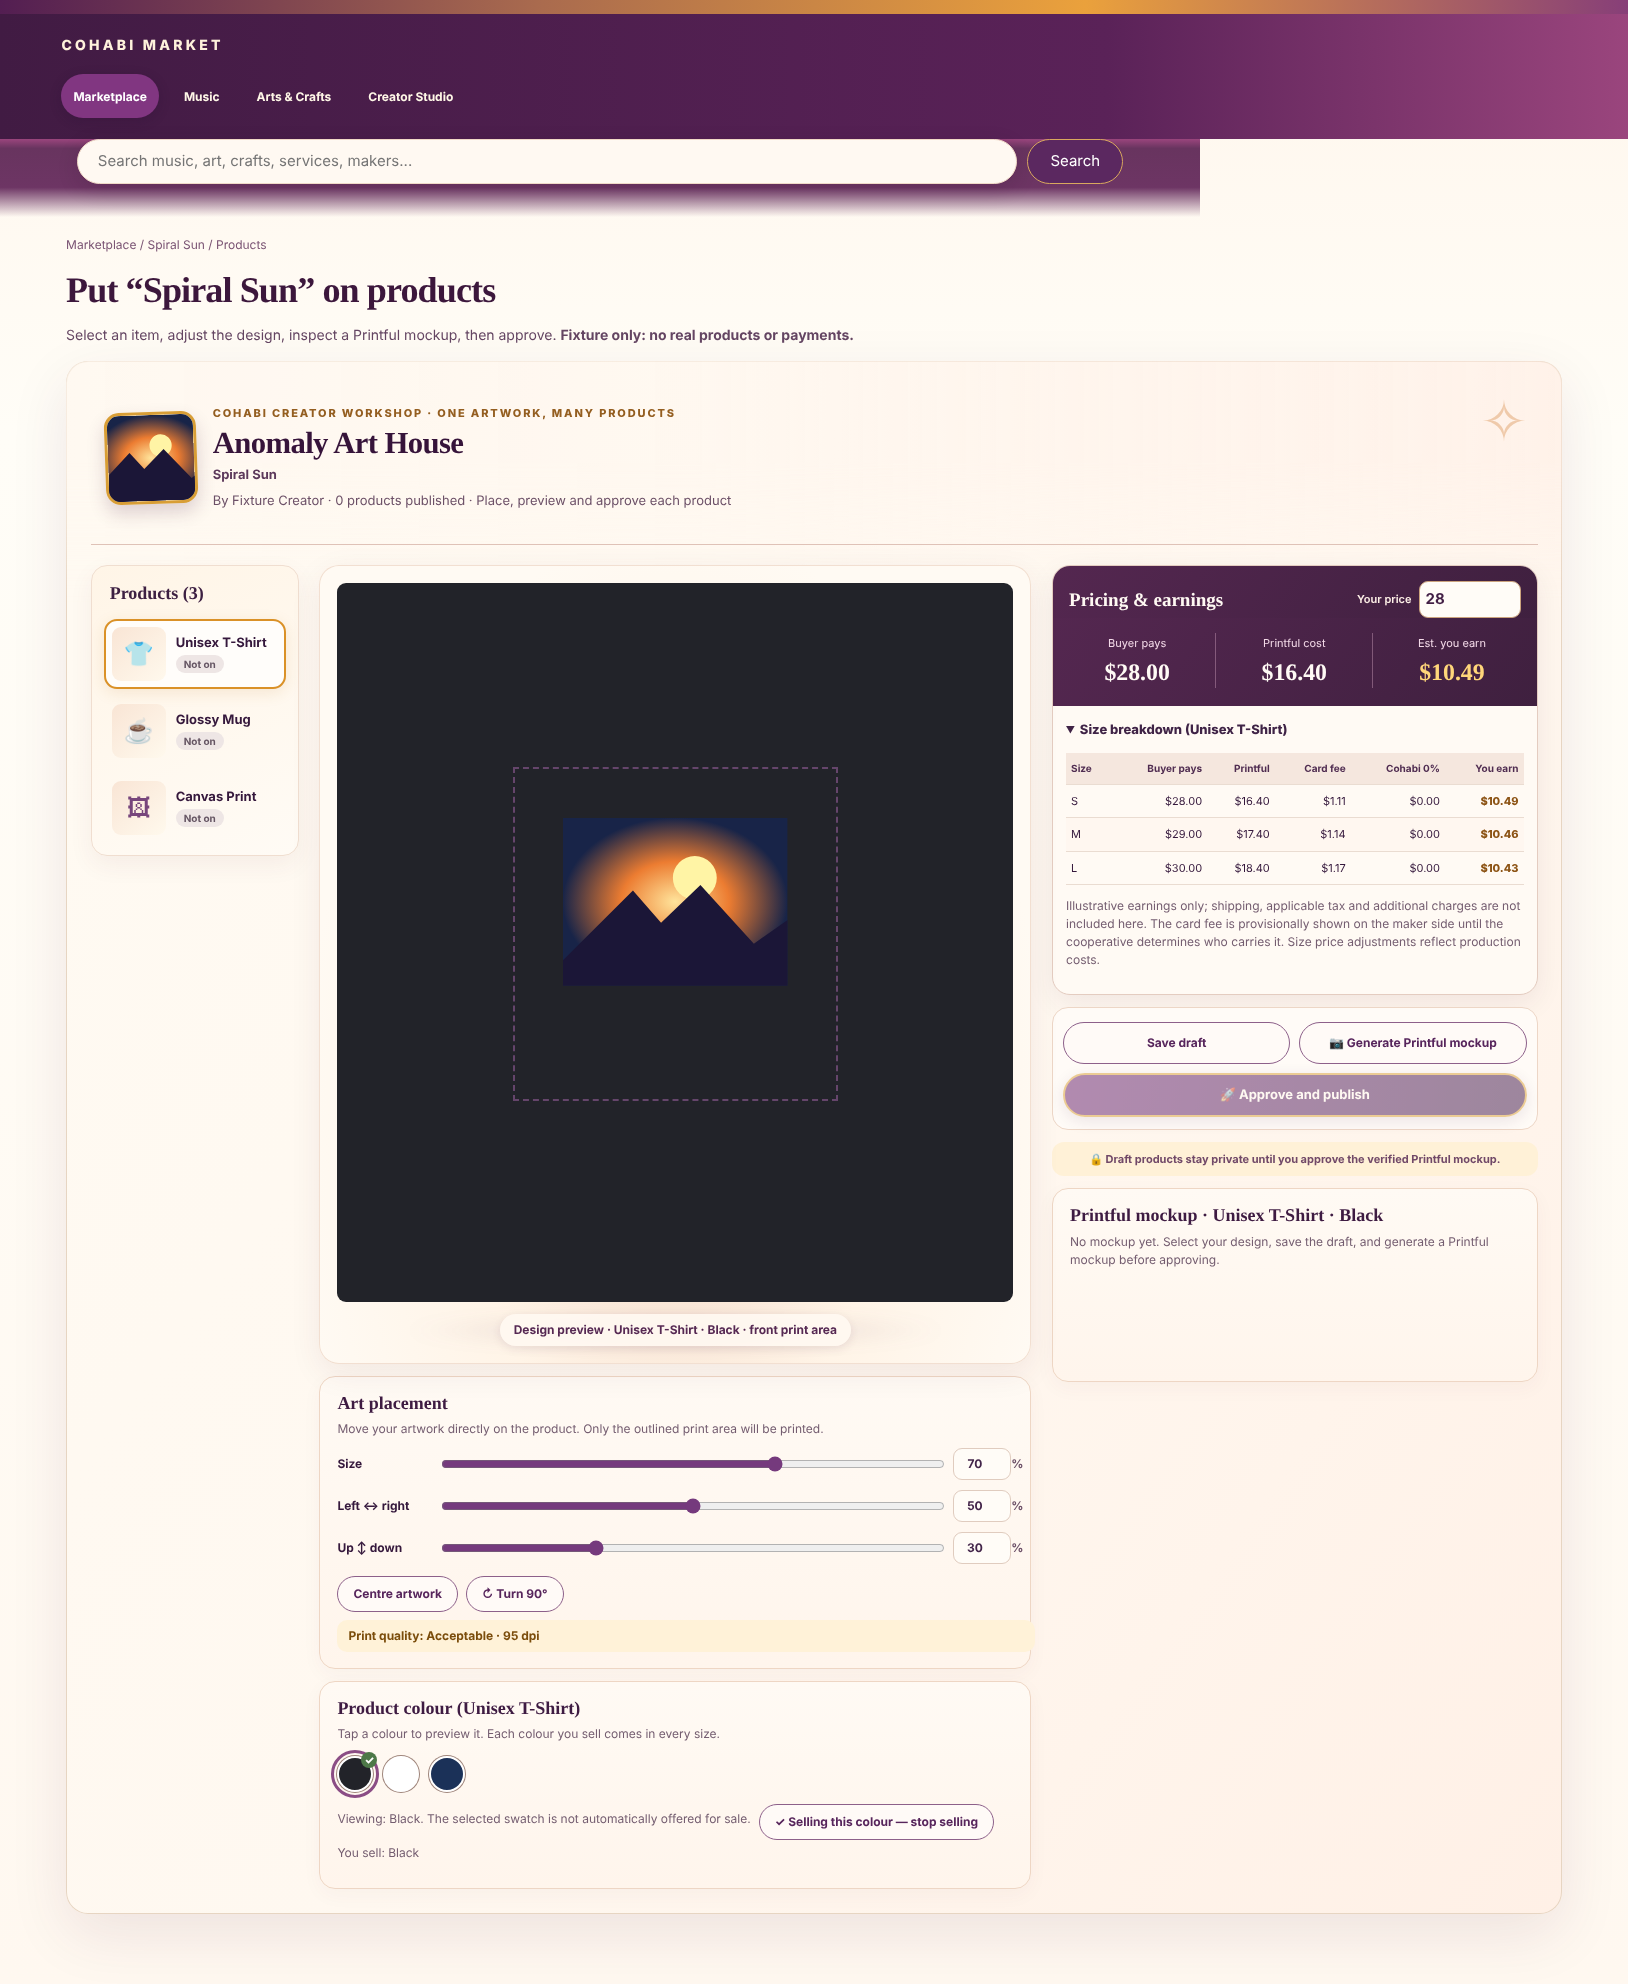 COHABI MARKET
Marketplace Music Arts & Crafts Creator Studio
Search music, art, crafts, services, makers... Search
Marketplace / Spiral Sun / Products
Put “Spiral Sun” on products
Select an item, adjust the design, inspect a Printful mockup, then approve. Fixture only: no real products or payments.
COHABI CREATOR WORKSHOP · ONE ARTWORK, MANY PRODUCTS
Anomaly Art House
Spiral Sun
By Fixture Creator · 0 products published · Place, preview and approve each product
Products (3)
Unisex T-Shirt
Not on
Glossy Mug
Not on
Canvas Print
Not on
Design preview · Unisex T-Shirt · Black · front print area
Art placement
Move your artwork directly on the product. Only the outlined print area will be printed.
Size 70 %
Left ↔ right 50 %
Up ↕ down 30 %
Centre artwork ↻ Turn 90°
Print quality: Acceptable · 95 dpi
Product colour (Unisex T-Shirt)
Tap a colour to preview it. Each colour you sell comes in every size.
Viewing: Black. The selected swatch is not automatically offered for sale. ✓ Selling this colour — stop selling
You sell: Black
Pricing & earnings Your price 28
Buyer pays Printful cost Est. you earn
$28.00 $16.40 $10.49
▼ Size breakdown (Unisex T-Shirt)
Size Buyer pays Printful Card fee Cohabi 0% You earn
S $28.00 $16.40 $1.11 $0.00 $10.49
M $29.00 $17.40 $1.14 $0.00 $10.46
L $30.00 $18.40 $1.17 $0.00 $10.43
Illustrative earnings only; shipping, applicable tax and additional charges are not
included here. The card fee is provisionally shown on the maker side until the
cooperative determines who carries it. Size price adjustments reflect production
costs.
Save draft 📷 Generate Printful mockup
🚀 Approve and publish
🔒 Draft products stay private until you approve the verified Printful mockup.
Printful mockup · Unisex T-Shirt · Black
No mockup yet. Select your design, save the draft, and generate a Printful
mockup before approving.